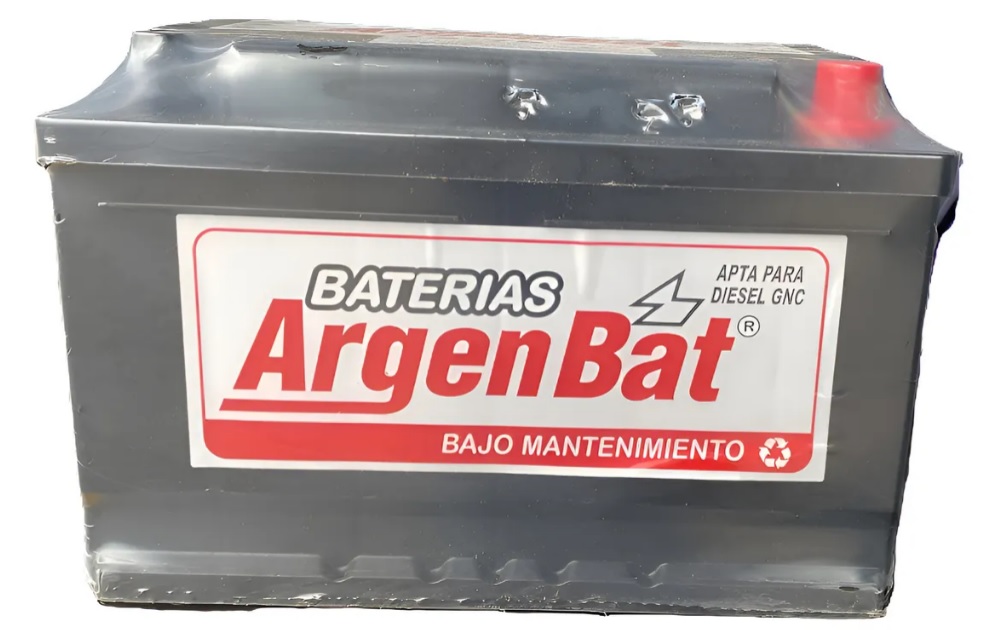 BATERIAS
ArgenBat®
APTA PARA
DIESEL GNC
BAJO MANTENIMIENTO